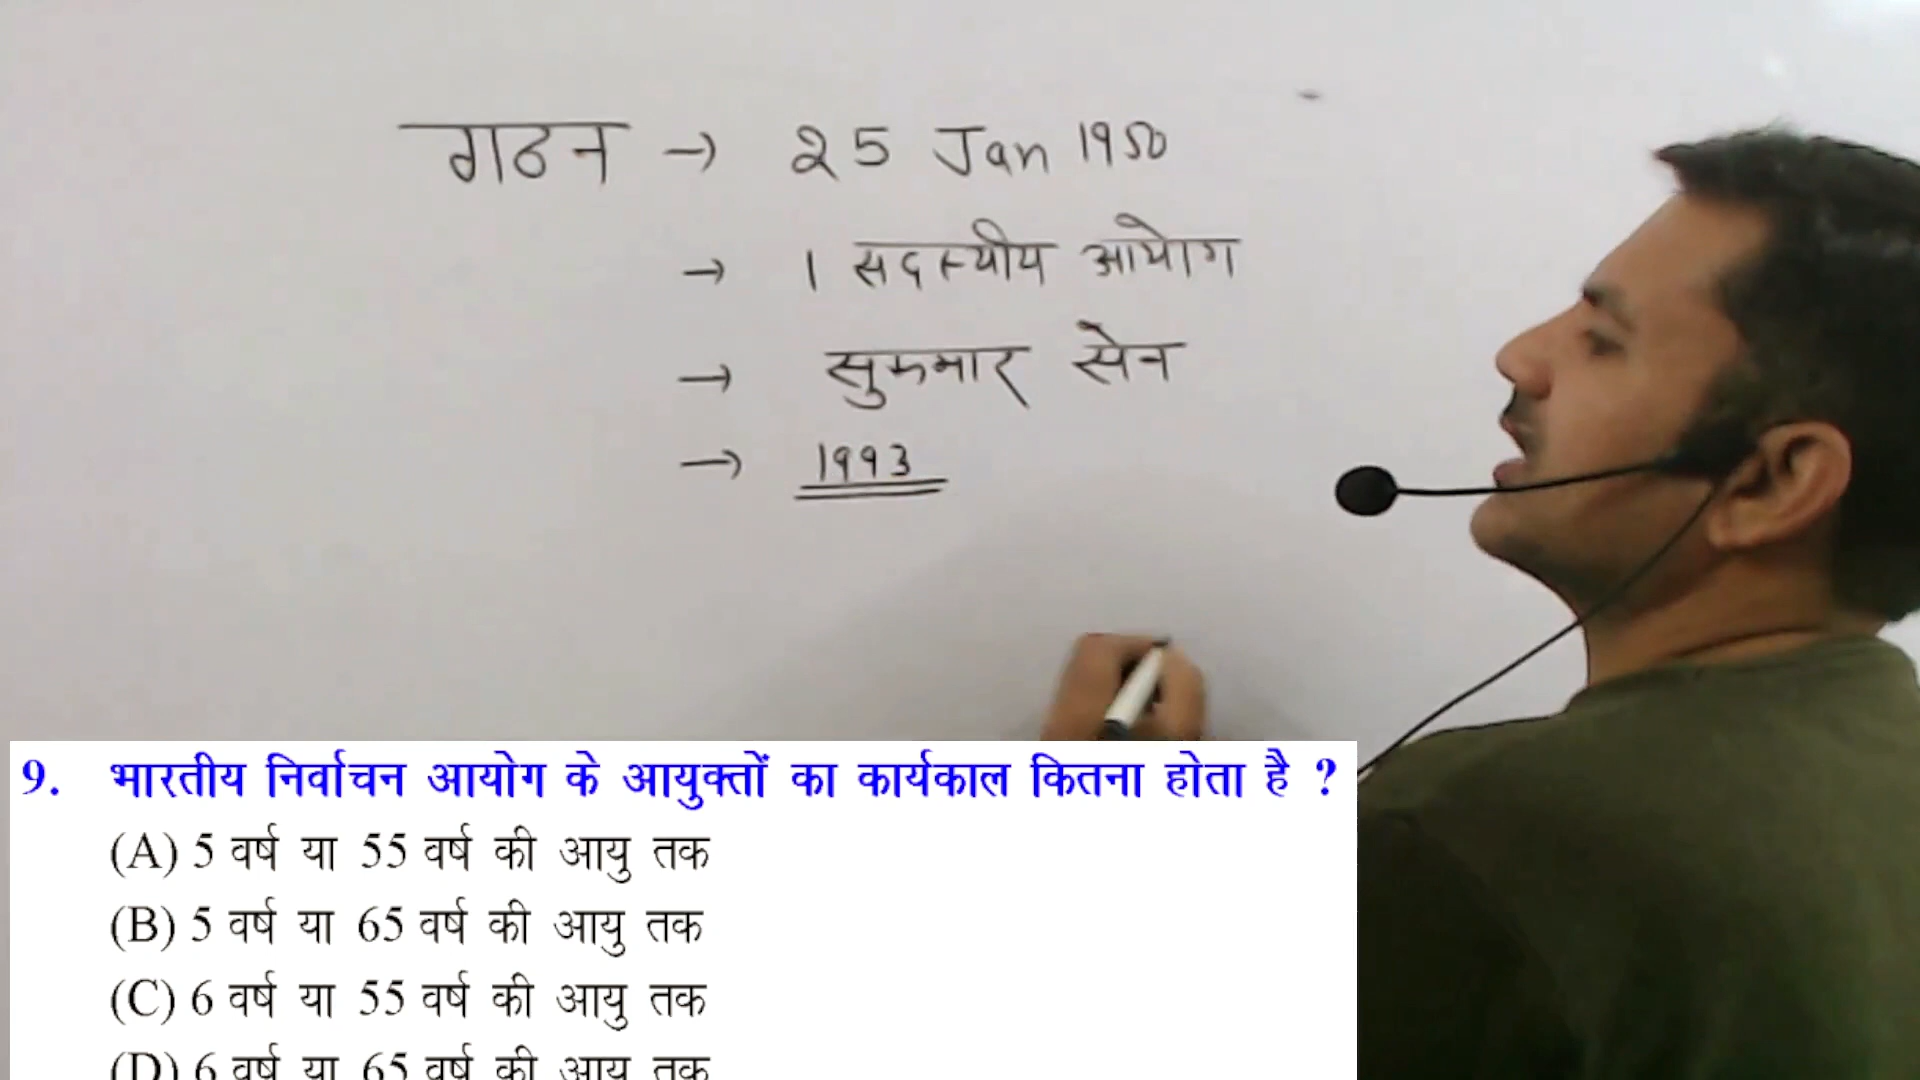 गठन → 25 Jan 1950
→ 1 सदस्यीय आयोग
→ सुकुमार सेन
→ 1993
9. भारतीय निर्वाचन आयोग के आयुक्तों का कार्यकाल कितना होता है ?
(A) 5 वर्ष या 55 वर्ष की आयु तक
(B) 5 वर्ष या 65 वर्ष की आयु तक
(C) 6 वर्ष या 55 वर्ष की आयु तक
(D) 6 वर्ष या 65 वर्ष की आयु तक